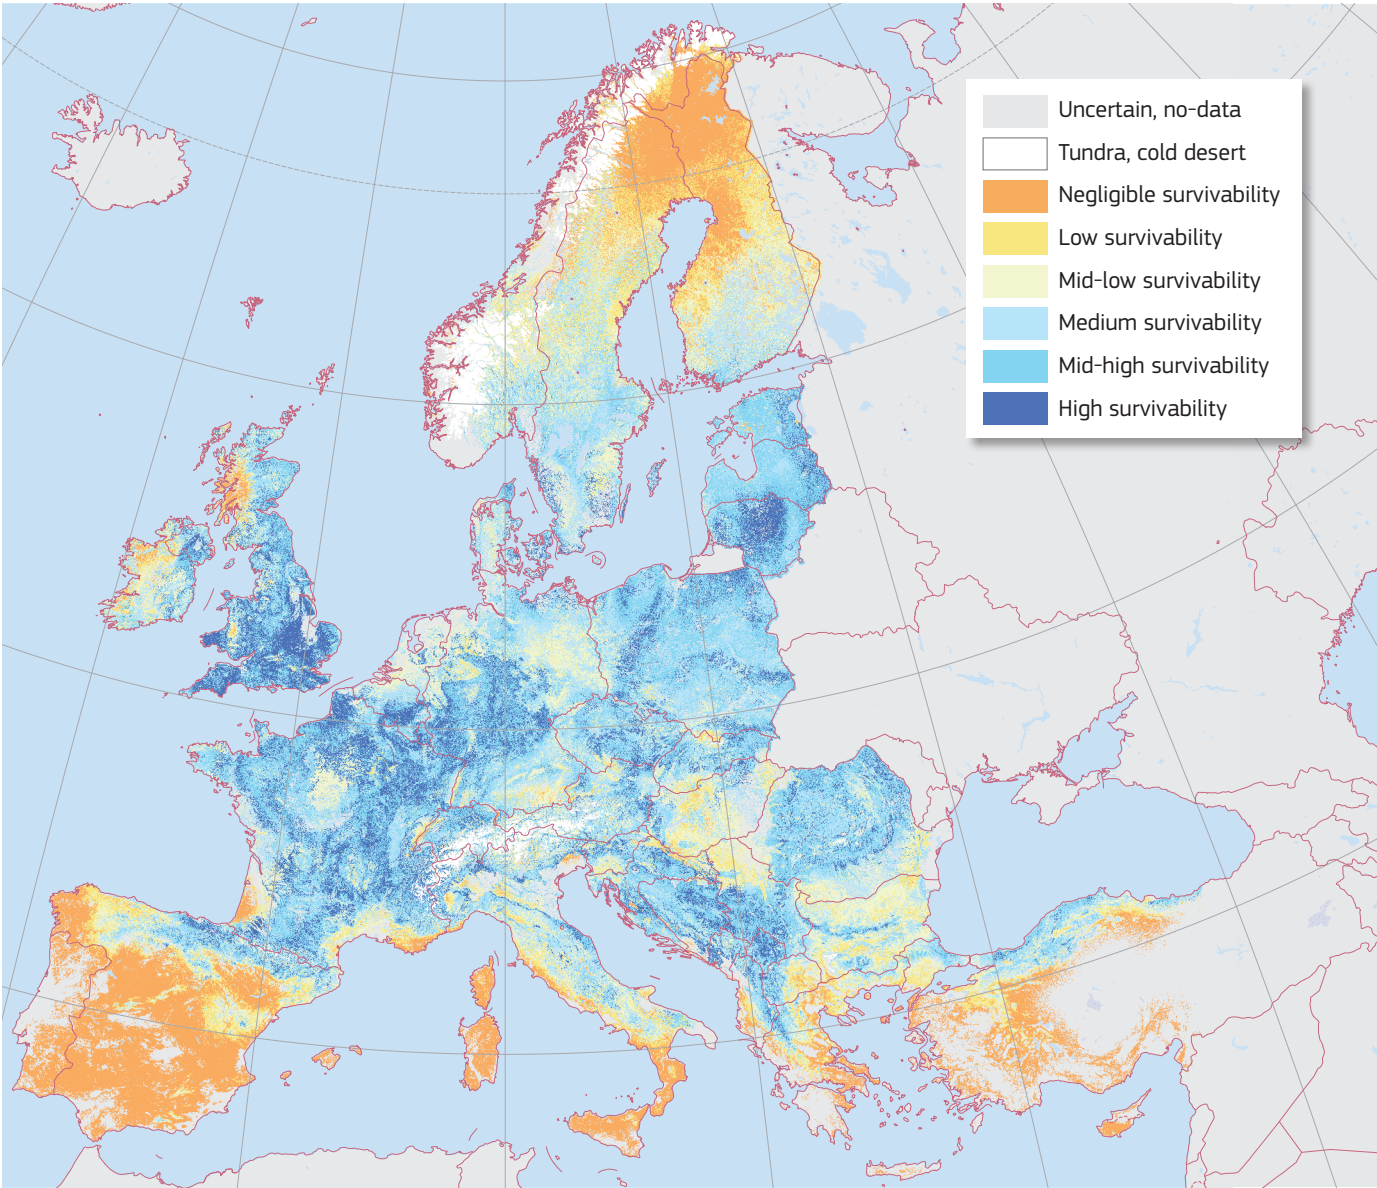 Uncertain, no-data
Tundra, cold desert
Negligible survivability
Low survivability
Mid-low survivability
Medium survivability
Mid-high survivability
High survivability